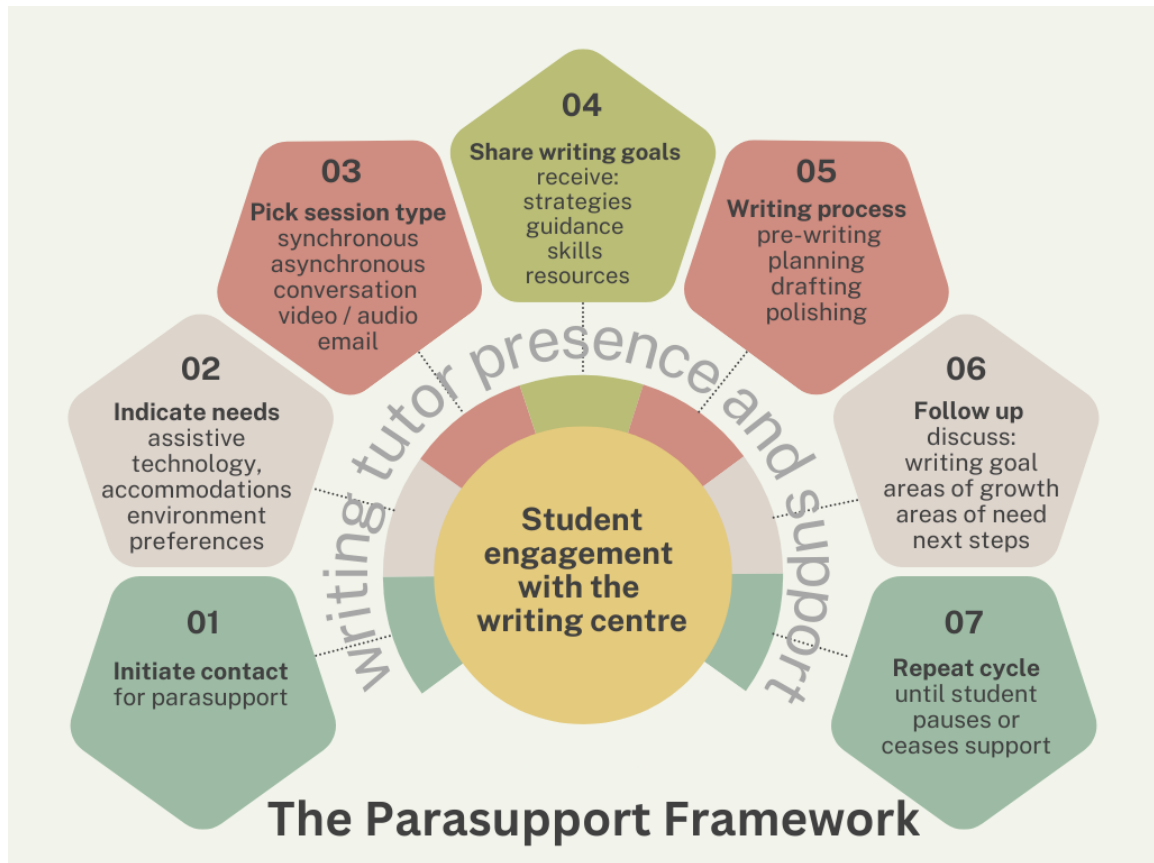 01
Initiate contact
for parasupport
02
Indicate needs
assistive
technology,
accommodations
environment
preferences
03
Pick session type
synchronous
asynchronous
conversation
video / audio
email
04
Share writing goals
receive:
strategies
guidance
skills
resources
05
Writing process
pre-writing
planning
drafting
polishing
06
Follow up
discuss:
writing goal
areas of growth
areas of need
next steps
07
Repeat cycle
until student
pauses or
ceases support
writing tutor presence and support
Student
engagement
with the
writing centre
The Parasupport Framework